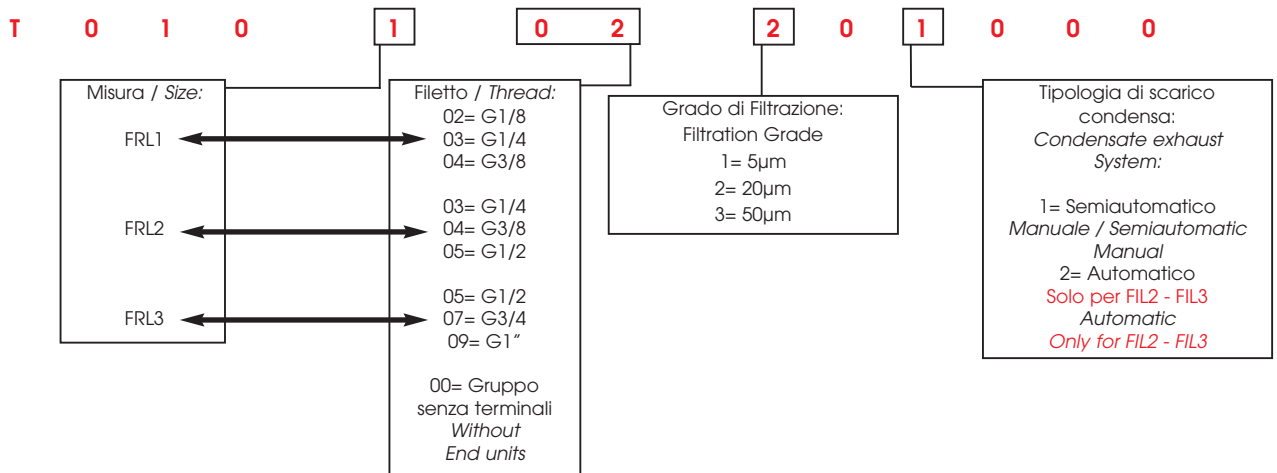 T 0 1 0 1 0 2 2 0 1 0 0 0
Misura / Size:
FRL1
FRL2
FRL3
Filetto / Thread:
02= G1/8
03= G1/4
04= G3/8
03= G1/4
04= G3/8
05= G1/2
05= G1/2
07= G3/4
09= G1″
00= Gruppo
senza terminali
Without
End units
Grado di Filtrazione:
Filtration Grade
1= 5µm
2= 20µm
3= 50µm
Tipologia di scarico
condensa:
Condensate exhaust
System:
1= Semiautomatico
Manuale / Semiautomatic
Manual
2= Automatico
Solo per FIL2 - FIL3
Automatic
Only for FIL2 - FIL3